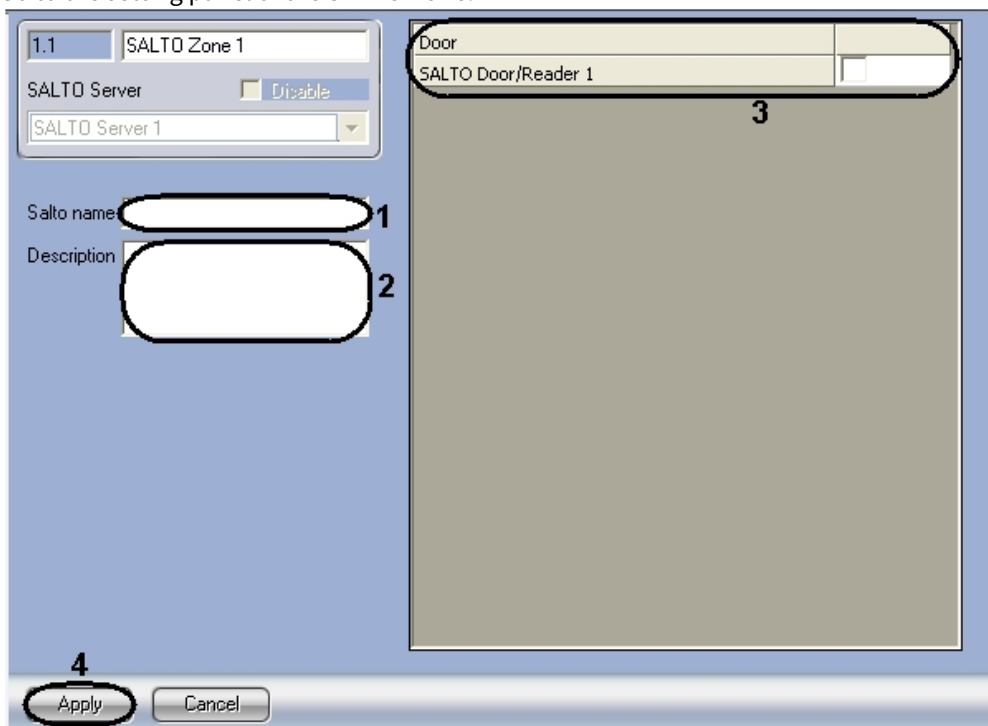 1.1 SALTO Zone 1
SALTO Server Disable
SALTO Server 1
Salto name 1
Description 2
Door
SALTO Door/Reader 1
3
4
Apply Cancel